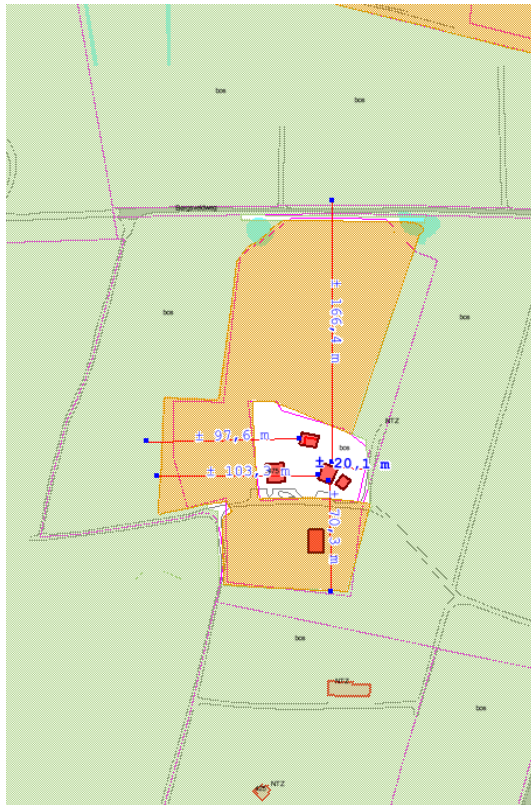 bos
bos
Bergsveldweg
bos
bos
± 166,4 m
NTZ
± 97,6 m
bos
± 103,3 m
± 20,1 m
± 70,3 m
bos
NTZ
bos
NTZ